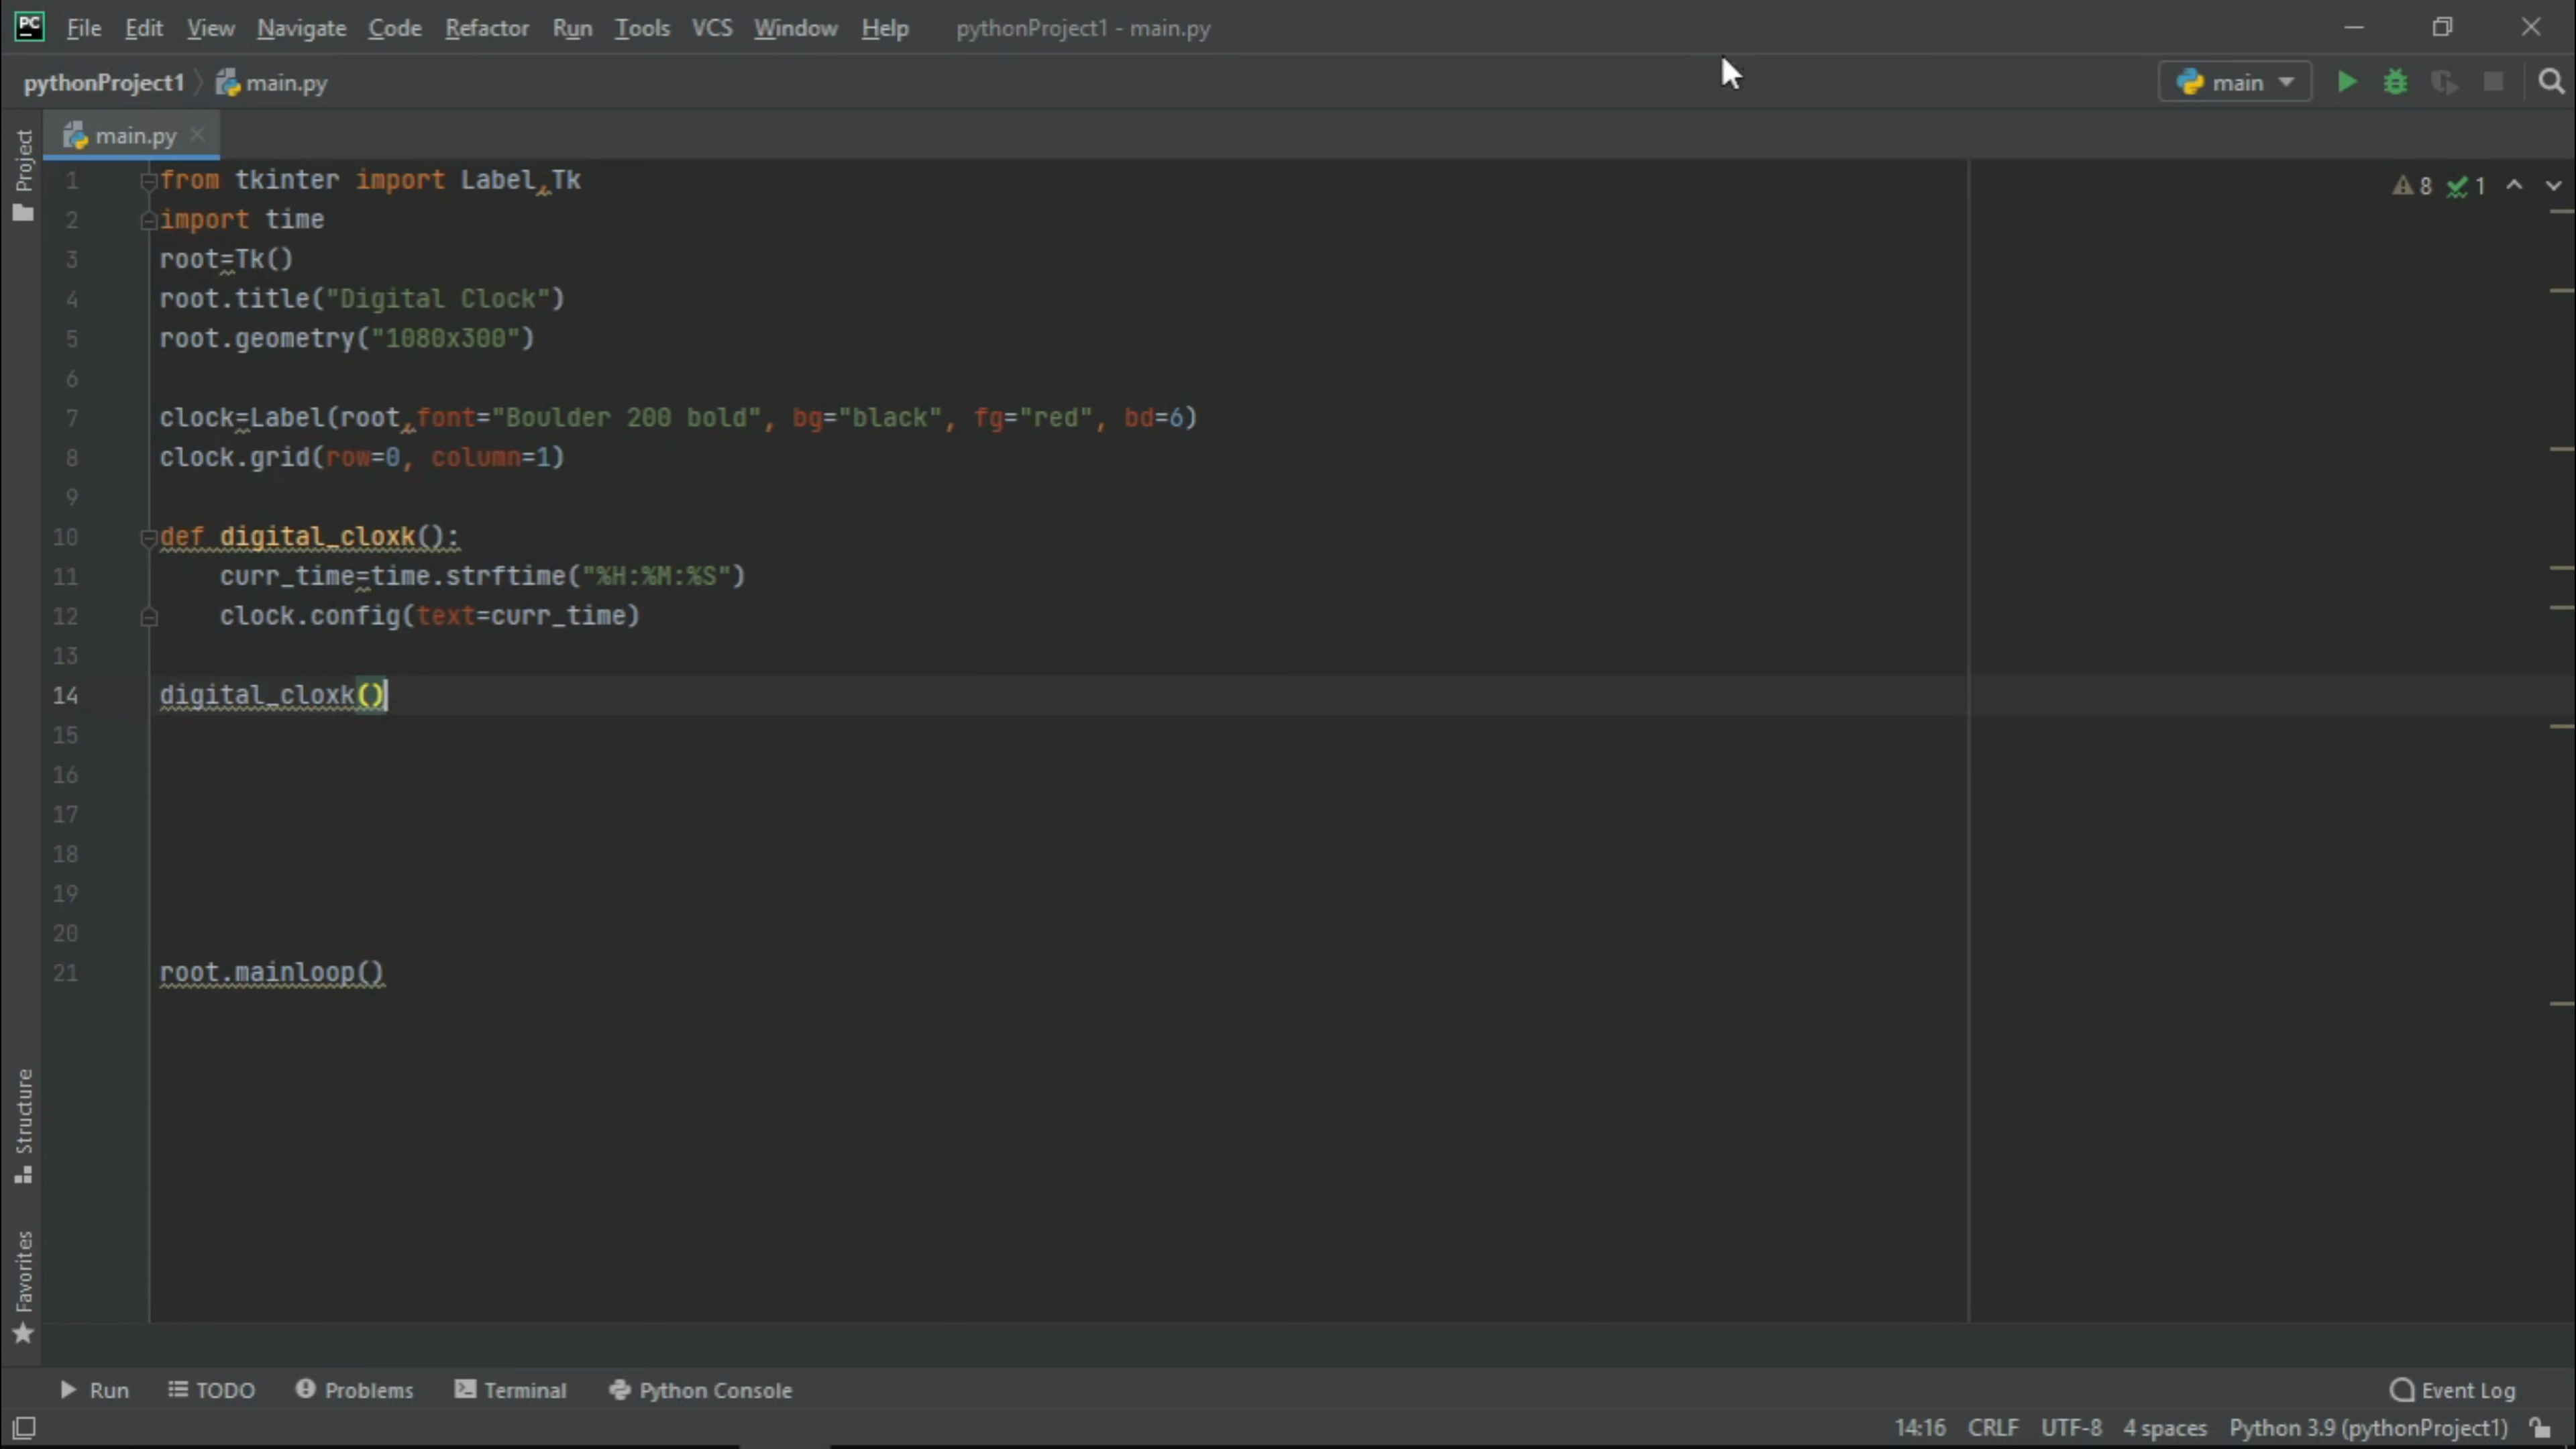 PC File Edit View Navigate Code Refactor Run Tools VCS Window Help pythonProject1 - main.py
pythonProject1 main.py main
main.py
Project
1 from tkinter import Label,Tk
2 import time
3 root=Tk()
4 root.title("Digital Clock")
5 root.geometry("1080x300")
6
7 clock=Label(root,font="Boulder 200 bold", bg="black", fg="red", bd=6)
8 clock.grid(row=0, column=1)
9
10 def digital_cloxk():
11 curr_time=time.strftime("%H:%M:%S")
12 clock.config(text=curr_time)
13
14 digital_cloxk()
15
16
17
18
19
20
21 root.mainloop()
8 1
Structure
Favorites
Run TODO Problems Terminal Python Console Event Log
14:16 CRLF UTF-8 4 spaces Python 3.9 (pythonProject1)